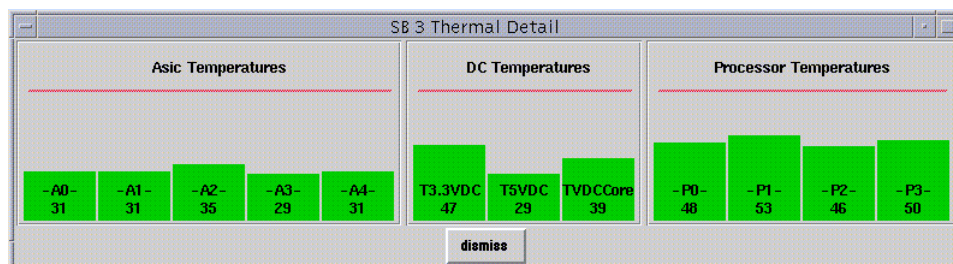 SB 3 Thermal Detail
Asic Temperatures
-A0- -A1- -A2- -A3- -A4-
31 31 35 29 31
DC Temperatures
T3.3VDC T5VDC TVDCCore
47 29 39
Processor Temperatures
-P0- -P1- -P2- -P3-
48 53 46 50
dismiss